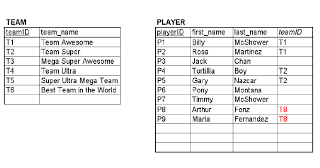 TEAM
teamID team_name
T1 Team Awesome
T2 Team Super
T3 Mega Super Awesome
T4 Team Ultra
T5 Super Ultra Mega Team
T6 Best Team in the World
PLAYER
playerID first_name last_name teamID
P1 Billy McShower T1
P2 Rosa Martinez T1
P3 Jack Chan
P4 Tortillia Boy T2
P5 Gary Nazcar T2
P6 Pony Montana
P7 Timmy McShower
P8 Arthur Fonz T8
P9 Maria Fernandez T8